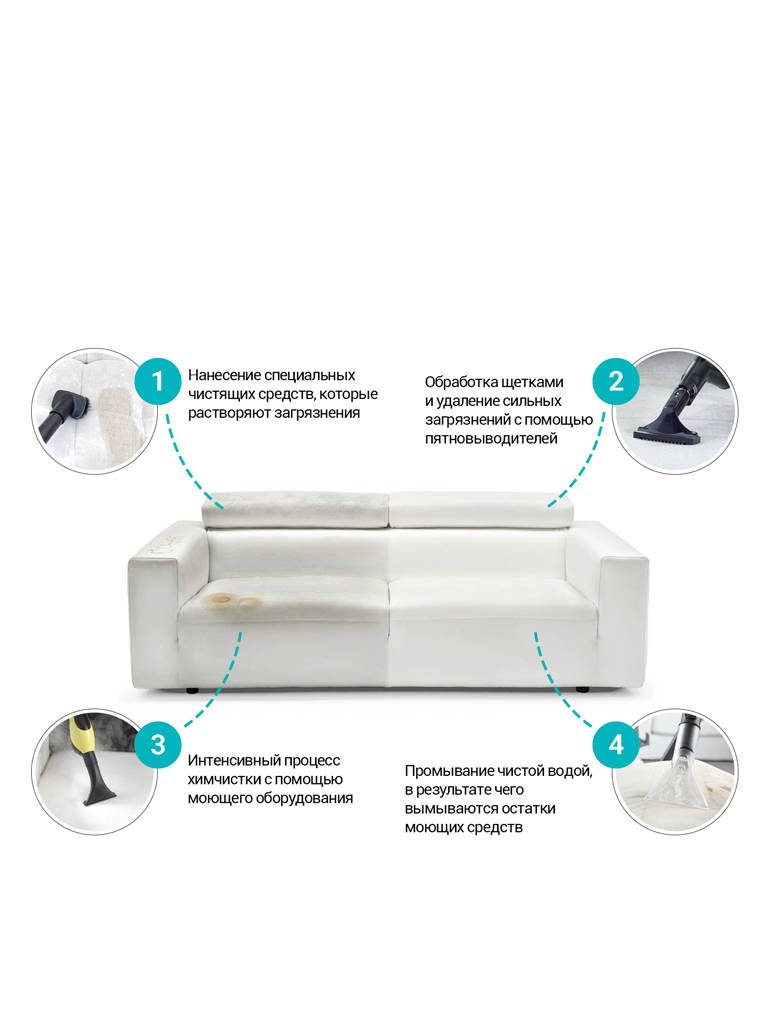 1
Нанесение специальных
чистящих средств, которые
растворяют загрязнения
2
Обработка щетками
и удаление сильных
загрязнений с помощью
пятновыводителей
3
Интенсивный процесс
химчистки с помощью
моющего оборудования
4
Промывание чистой водой,
в результате чего
вымываются остатки
моющих средств